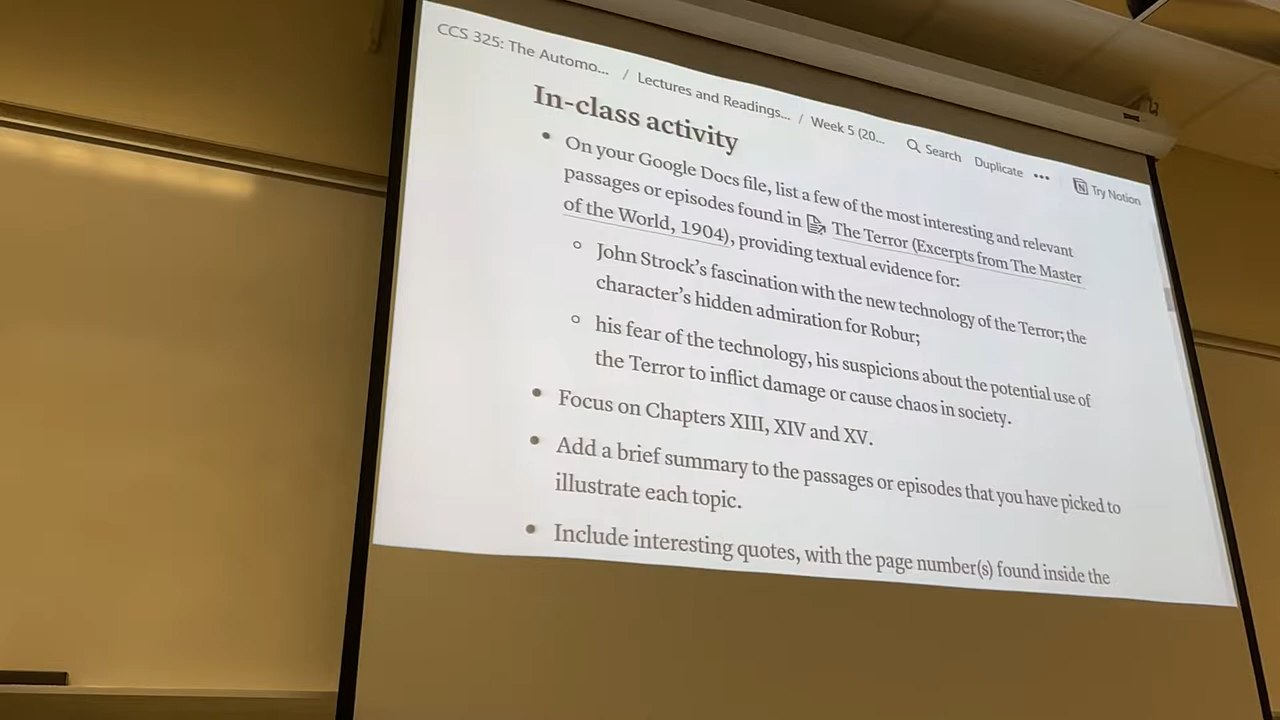 CCS 325: The Automo... / Lectures and Readings... / Week 5 (20... Search Duplicate ••• Try Notion
In-class activity
• On your Google Docs file, list a few of the most interesting and relevant
passages or episodes found in The Terror (Excerpts from The Master
of the World, 1904), providing textual evidence for:
○ John Strock's fascination with the new technology of the Terror; the
character's hidden admiration for Robur;
○ his fear of the technology, his suspicions about the potential use of
the Terror to inflict damage or cause chaos in society.
• Focus on Chapters XIII, XIV and XV.
• Add a brief summary to the passages or episodes that you have picked to
illustrate each topic.
• Include interesting quotes, with the page number(s) found inside the